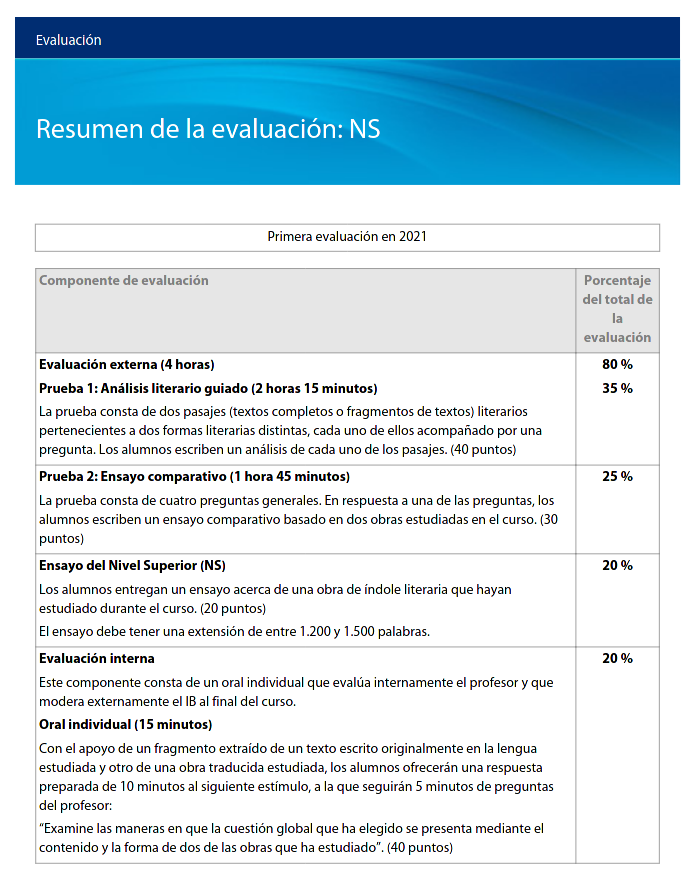 Evaluación
Resumen de la evaluación: NS
Primera evaluación en 2021
Componente de evaluación
Porcentaje
del total de
la
evaluación
Evaluación externa (4 horas)
80 %
Prueba 1: Análisis literario guiado (2 horas 15 minutos)
35 %
La prueba consta de dos pasajes (textos completos o fragmentos de textos) literarios
pertenecientes a dos formas literarias distintas, cada uno de ellos acompañado por una
pregunta. Los alumnos escriben un análisis de cada uno de los pasajes. (40 puntos)
Prueba 2: Ensayo comparativo (1 hora 45 minutos)
25 %
La prueba consta de cuatro preguntas generales. En respuesta a una de las preguntas, los
alumnos escriben un ensayo comparativo basado en dos obras estudiadas en el curso. (30
puntos)
Ensayo del Nivel Superior (NS)
20 %
Los alumnos entregan un ensayo acerca de una obra de índole literaria que hayan
estudiado durante el curso. (20 puntos)
El ensayo debe tener una extensión de entre 1.200 y 1.500 palabras.
Evaluación interna
20 %
Este componente consta de un oral individual que evalúa internamente el profesor y que
modera externamente el IB al final del curso.
Oral individual (15 minutos)
Con el apoyo de un fragmento extraído de un texto escrito originalmente en la lengua
estudiada y otro de una obra traducida estudiada, los alumnos ofrecerán una respuesta
preparada de 10 minutos al siguiente estímulo, a la que seguirán 5 minutos de preguntas
del profesor:
“Examine las maneras en que la cuestión global que ha elegido se presenta mediante el
contenido y la forma de dos de las obras que ha estudiado”. (40 puntos)